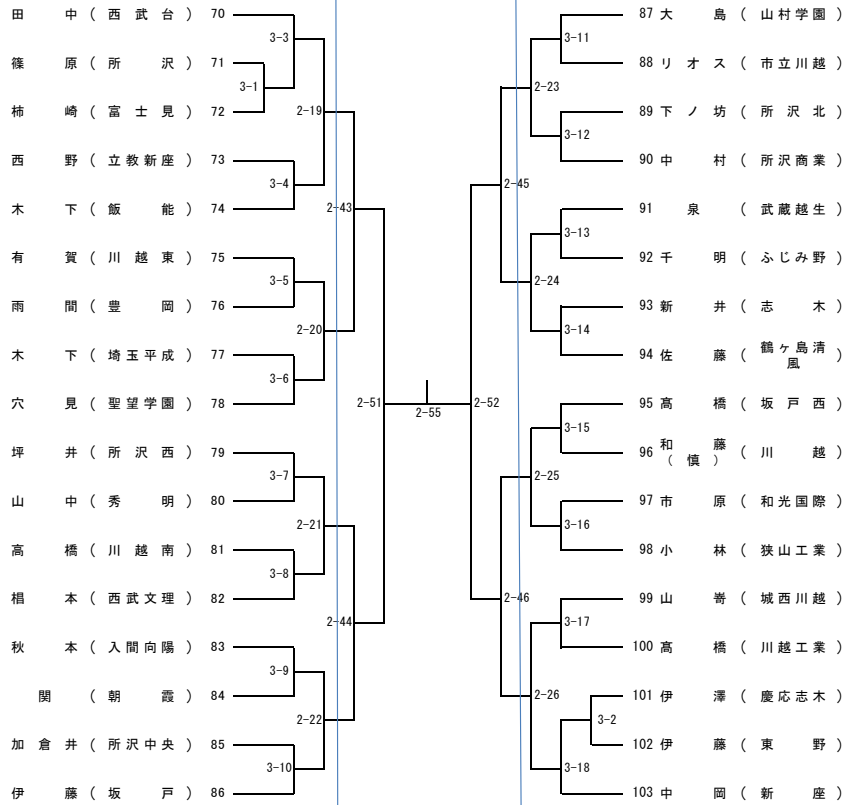 田中（西武台） 70
篠原（所沢） 71
柿崎（富士見） 72
西野（立教新座） 73
木下（飯能） 74
有賀（川越東） 75
雨間（豊岡） 76
木下（埼玉平成） 77
穴見（聖望学園） 78
坪井（所沢西） 79
山中（秀明） 80
高橋（川越南） 81
椙本（西武文理） 82
秋本（入間向陽） 83
関（朝霞） 84
加倉井（所沢中央） 85
伊藤（坂戸） 86
3-3
3-1
2-19
3-4
2-43
3-5
2-20
3-6
2-51
3-7
2-21
3-8
2-44
3-9
2-22
3-10
2-55
2-52
3-11
2-23
3-12
2-45
3-13
2-24
3-14
3-15
2-25
3-16
2-46
3-17
2-26
3-2
3-18
87 大島（山村学園）
88 リオス（市立川越）
89 下ノ坊（所沢北）
90 中村（所沢商業）
91 泉（武蔵越生）
92 千明（ふじみ野）
93 新井（志木）
94 佐藤（鶴ヶ島清
風）
95 髙橋（坂戸西）
96 和藤
（慎）（川越）
97 市原（和光国際）
98 小林（狭山工業）
99 山嵜（城西川越）
100 髙橋（川越工業）
101 伊澤（慶応志木）
102 伊藤（東野）
103 中岡（新座）